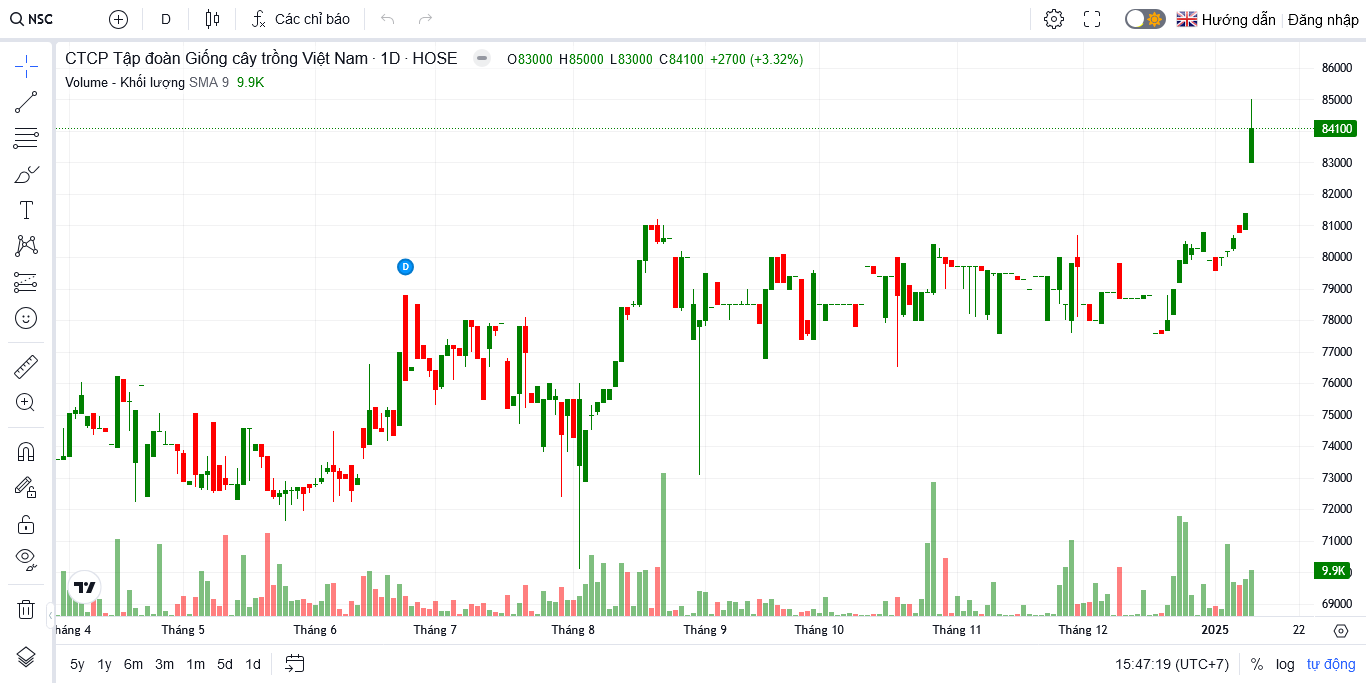 NSC D Các chỉ báo Hướng dẫn Đăng nhập
CTCP Tập đoàn Giống cây trồng Việt Nam · 1D · HOSE O83000 H85000 L83000 C84100 +2700 (+3.32%)
Volume - Khối lượng SMA 9 9.9K
86000
85000
84100
83000
82000
81000
80000
79000
78000
77000
76000
75000
74000
73000
72000
71000
9.9K
69000
D
háng 4 Tháng 5 Tháng 6 Tháng 7 Tháng 8 Tháng 9 Tháng 10 Tháng 11 Tháng 12 2025 22
5y 1y 6m 3m 1m 5d 1d 15:47:19 (UTC+7) % log tự động